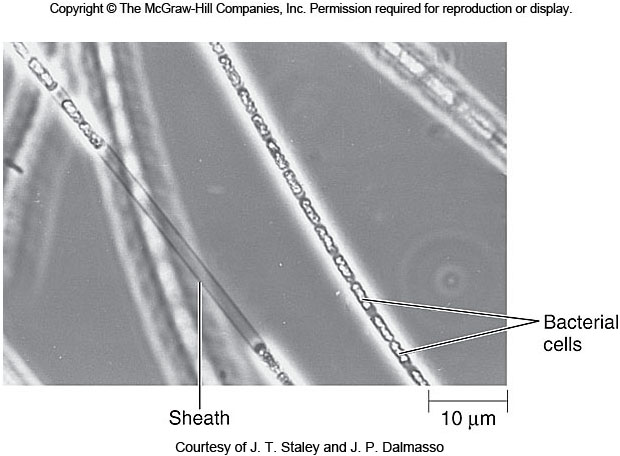 Copyright © The McGraw-Hill Companies, Inc. Permission required for reproduction or display.
Bacterial
cells
Sheath
10 μm
Courtesy of J. T. Staley and J. P. Dalmasso